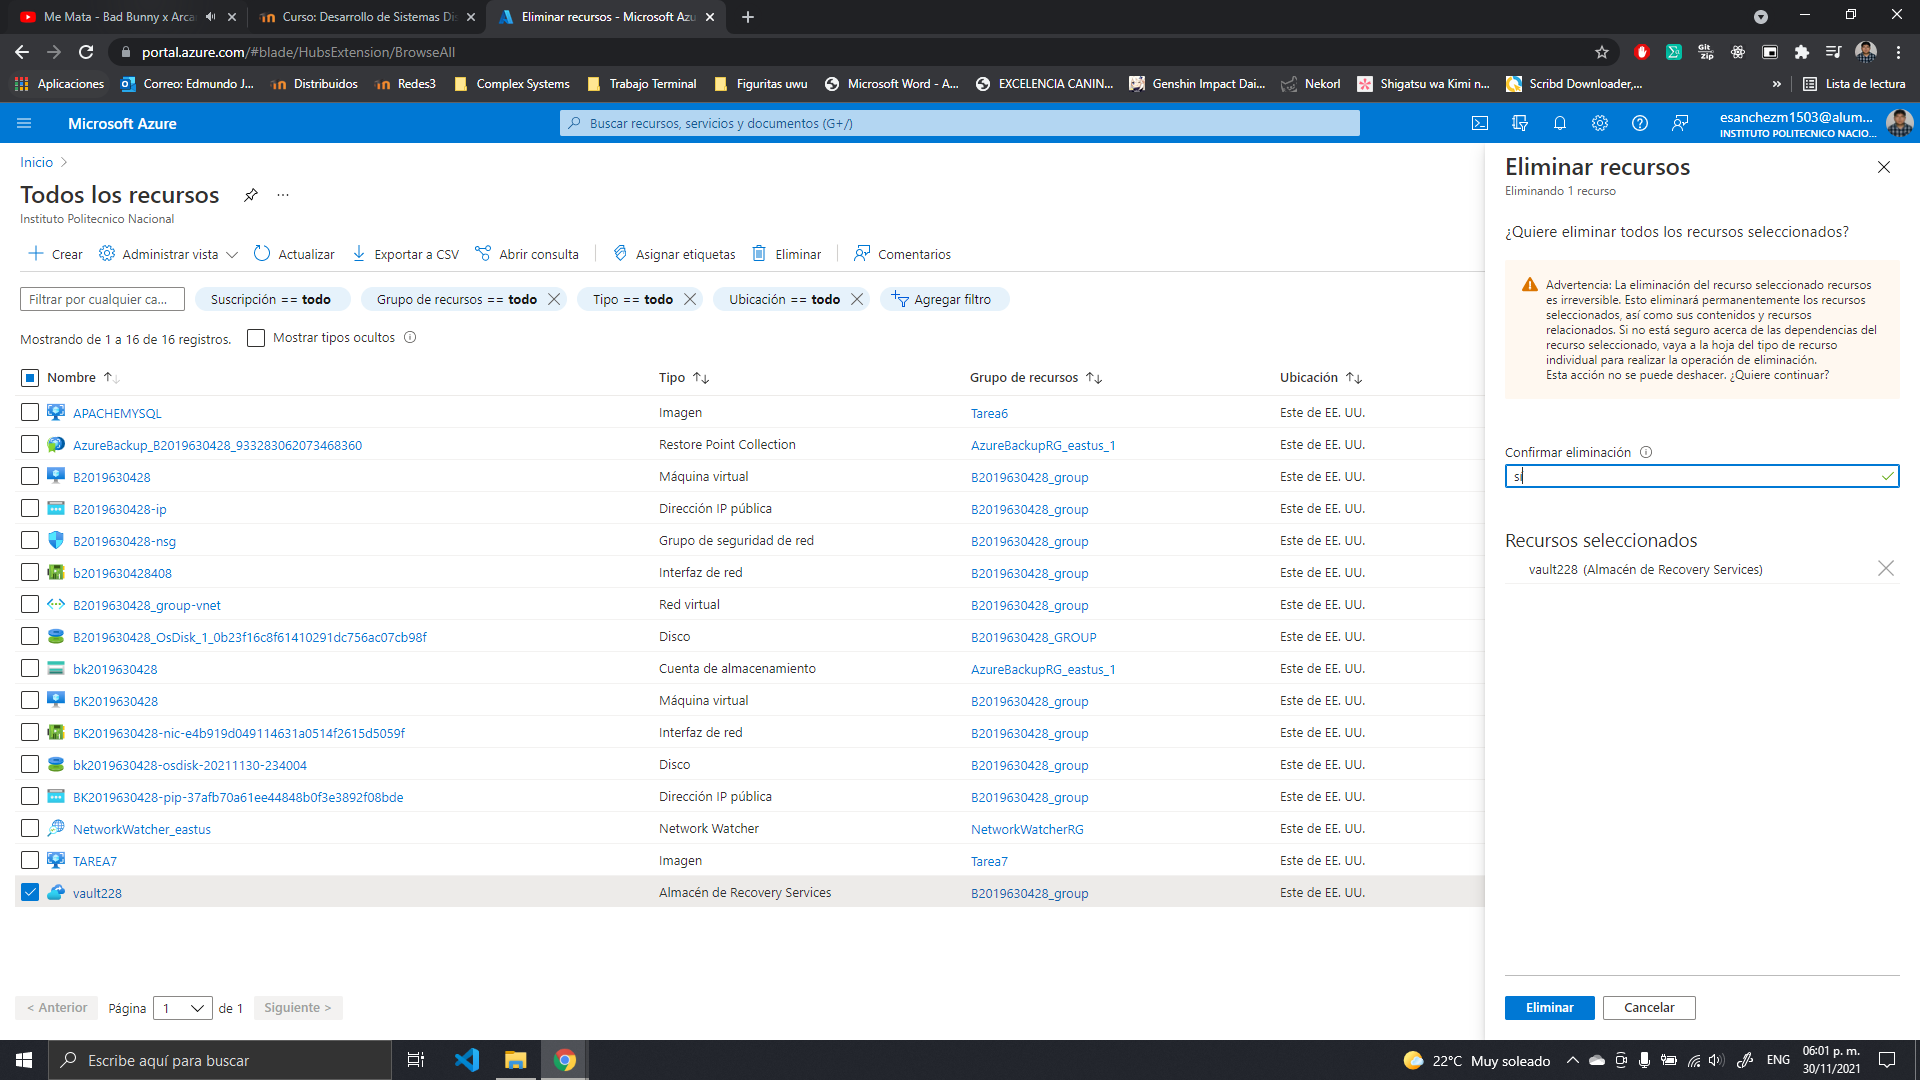 Me Mata - Bad Bunny x Arca
Curso: Desarrollo de Sistemas Dis
Eliminar recursos - Microsoft Azu
portal.azure.com/#blade/HubsExtension/BrowseAll
Aplicaciones
Correo: Edmundo J...
Distribuidos
Redes3
Complex Systems
Trabajo Terminal
Figuritas uwu
Microsoft Word - A...
EXCELENCIA CANIN...
Genshin Impact Dai...
Nekorl
Shigatsu wa Kimi n...
Scribd Downloader,...
»
Lista de lectura
Microsoft Azure
Buscar recursos, servicios y documentos (G+/)
esanchezm1503@alum...
INSTITUTO POLITECNICO NACIO...
Inicio
Todos los recursos
Instituto Politecnico Nacional
Crear
Administrar vista
Actualizar
Exportar a CSV
Abrir consulta
Asignar etiquetas
Eliminar
Comentarios
Filtrar por cualquier ca...
Suscripción == todo
Grupo de recursos == todo
Tipo == todo
Ubicación == todo
Agregar filtro
Mostrando de 1 a 16 de 16 registros.
Mostrar tipos ocultos
Nombre Tipo Grupo de recursos Ubicación
APACHEMYSQL Imagen Tarea6 Este de EE. UU.
AzureBackup_B2019630428_933283062073468360 Restore Point Collection AzureBackupRG_eastus_1 Este de EE. UU.
B2019630428 Máquina virtual B2019630428_group Este de EE. UU.
B2019630428-ip Dirección IP pública B2019630428_group Este de EE. UU.
B2019630428-nsg Grupo de seguridad de red B2019630428_group Este de EE. UU.
b2019630428408 Interfaz de red B2019630428_group Este de EE. UU.
B2019630428_group-vnet Red virtual B2019630428_group Este de EE. UU.
B2019630428_OsDisk_1_0b23f16c8f61410291dc756ac07cb98f Disco B2019630428_GROUP Este de EE. UU.
bk2019630428 Cuenta de almacenamiento AzureBackupRG_eastus_1 Este de EE. UU.
BK2019630428 Máquina virtual B2019630428_group Este de EE. UU.
BK2019630428-nic-e4b919d049114631a0514f2615d5059f Interfaz de red B2019630428_group Este de EE. UU.
bk2019630428-osdisk-20211130-234004 Disco B2019630428_group Este de EE. UU.
BK2019630428-pip-37afb70a61ee44848b0f3e3892f08bde Dirección IP pública B2019630428_group Este de EE. UU.
NetworkWatcher_eastus Network Watcher NetworkWatcherRG Este de EE. UU.
TAREA7 Imagen Tarea7 Este de EE. UU.
vault228 Almacén de Recovery Services B2019630428_group Este de EE. UU.
< Anterior
Página 1 de 1
Siguiente >
Eliminar recursos
Eliminando 1 recurso
¿Quiere eliminar todos los recursos seleccionados?
Advertencia: La eliminación del recurso seleccionado recursos
es irreversible. Esto eliminará permanentemente los recursos
seleccionados, así como sus contenidos y recursos
relacionados. Si no está seguro acerca de las dependencias del
recurso seleccionado, vaya a la hoja del tipo de recurso
individual para realizar la operación de eliminación.
Esta acción no se puede deshacer. ¿Quiere continuar?
Confirmar eliminación
sí
Recursos seleccionados
vault228 (Almacén de Recovery Services)
Eliminar
Cancelar
Escribe aquí para buscar
22°C Muy soleado
ENG
06:01 p. m.
30/11/2021